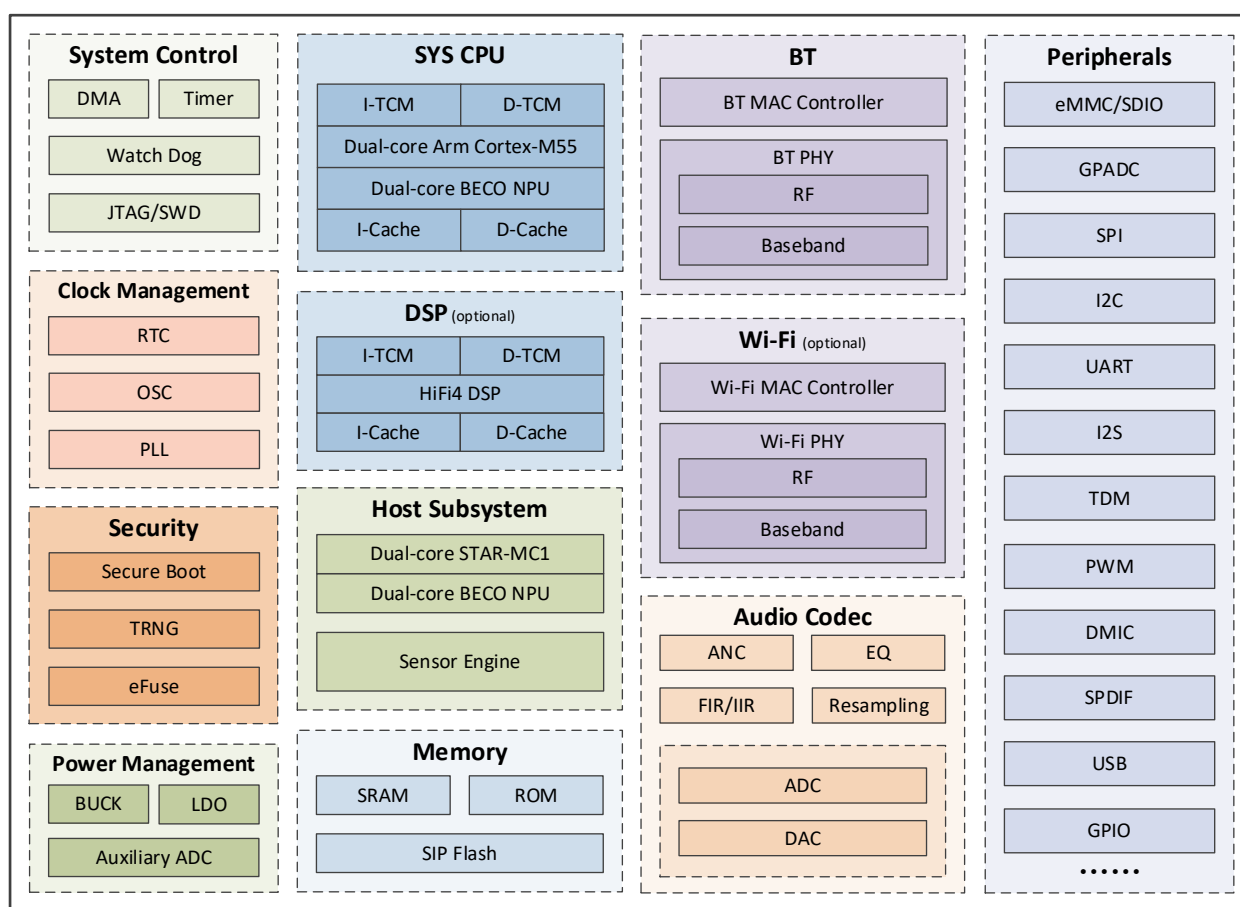 System Control
DMA
Timer
Watch Dog
JTAG/SWD
Clock Management
RTC
OSC
PLL
Security
Secure Boot
TRNG
eFuse
Power Management
BUCK
LDO
Auxiliary ADC
SYS CPU
I-TCM
D-TCM
Dual-core Arm Cortex-M55
Dual-core BECO NPU
I-Cache
D-Cache
DSP (optional)
I-TCM
D-TCM
HiFi4 DSP
I-Cache
D-Cache
Host Subsystem
Dual-core STAR-MC1
Dual-core BECO NPU
Sensor Engine
Memory
SRAM
ROM
SIP Flash
BT
BT MAC Controller
BT PHY
RF
Baseband
Wi-Fi (optional)
Wi-Fi MAC Controller
Wi-Fi PHY
RF
Baseband
Audio Codec
ANC
EQ
FIR/IIR
Resampling
ADC
DAC
Peripherals
eMMC/SDIO
GPADC
SPI
I2C
UART
I2S
TDM
PWM
DMIC
SPDIF
USB
GPIO
······